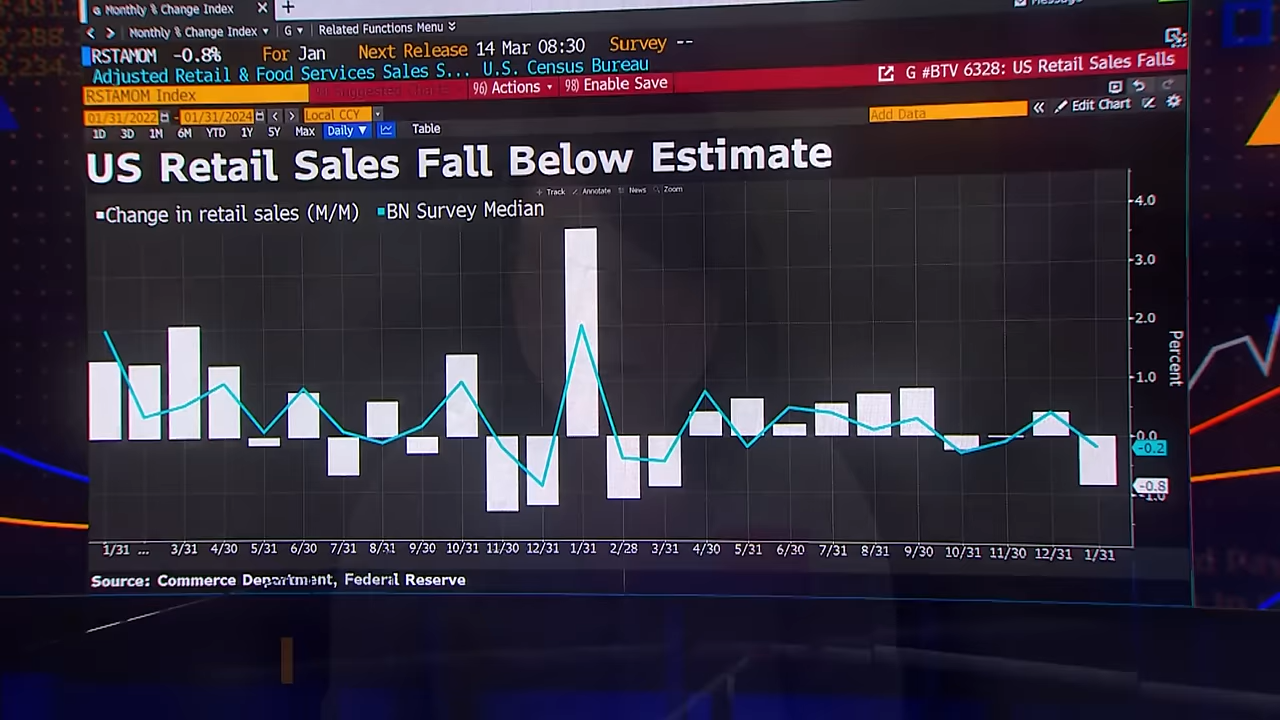 G Monthly % Change Index X +
< > Monthly % Change Index ▾ G ▾ Related Functions Menu
RSTAMOM -0.8% For Jan Next Release 14 Mar 08:30 Survey --
Adjusted Retail & Food Services Sales S... U.S. Census Bureau
G #BTV 6328: US Retail Sales Falls
RSTAMOM Index 96) Actions ▾ 98) Enable Save
01/31/2022 - 01/31/2024 < > Local CCY
Add Data « Edit Chart
1D 3D 1M 6M YTD 1Y 5Y Max Daily ▼ Table
US Retail Sales Fall Below Estimate
Track Annotate News Zoom
Change in retail sales (M/M) BN Survey Median
4.0
3.0
2.0
1.0
0.0
-0.2
-0.8
-1.0
Percent
1/31 ... 3/31 4/30 5/31 6/30 7/31 8/31 9/30 10/31 11/30 12/31 1/31 2/28 3/31 4/30 5/31 6/30 7/31 8/31 9/30 10/31 11/30 12/31 1/31
Source: Commerce Department, Federal Reserve